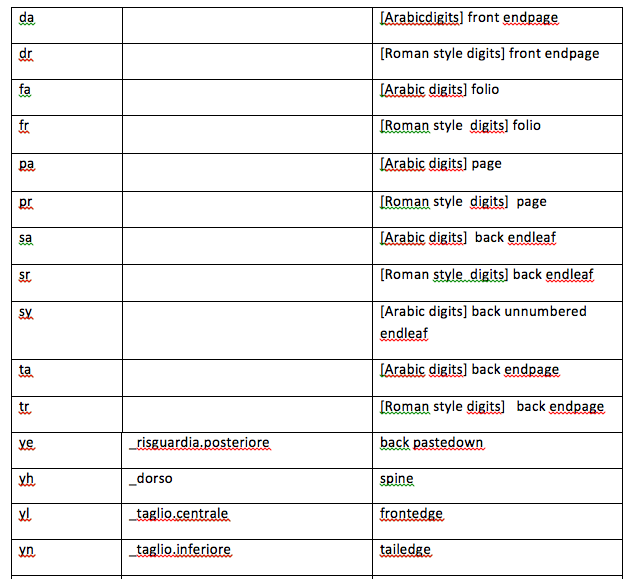 da [Arabicdigits] front endpage
dr [Roman style digits] front endpage
fa [Arabic digits] folio
fr [Roman style digits] folio
pa [Arabic digits] page
pr [Roman style digits] page
sa [Arabic digits] back endleaf
sr [Roman style digits] back endleaf
sy [Arabic digits] back unnumbered
endleaf
ta [Arabic digits] back endpage
tr [Roman style digits] back endpage
ye _risguardia.posteriore back pastedown
yh _dorso spine
yl _taglio.centrale frontedge
yn _taglio.inferiore tailedge